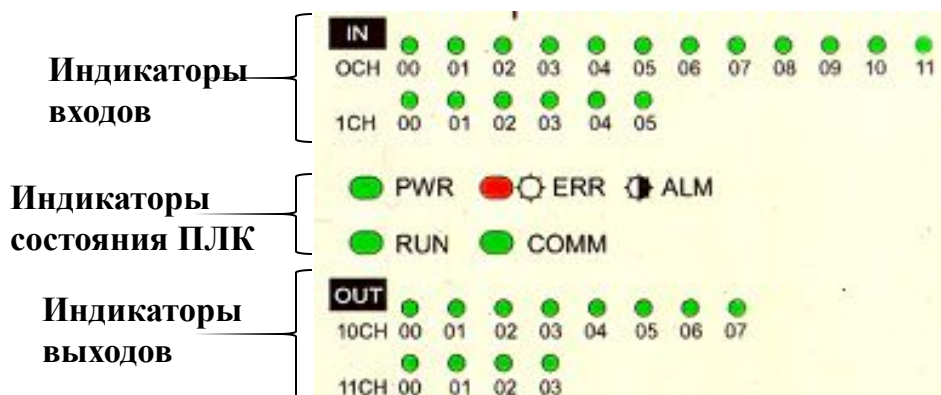 IN
0CH 00 01 02 03 04 05 06 07 08 09 10 11
Индикаторы
входов
1CH 00 01 02 03 04 05
PWR ERR ALM
Индикаторы
состояния ПЛК
RUN COMM
OUT
10CH 00 01 02 03 04 05 06 07
Индикаторы
выходов
11CH 00 01 02 03